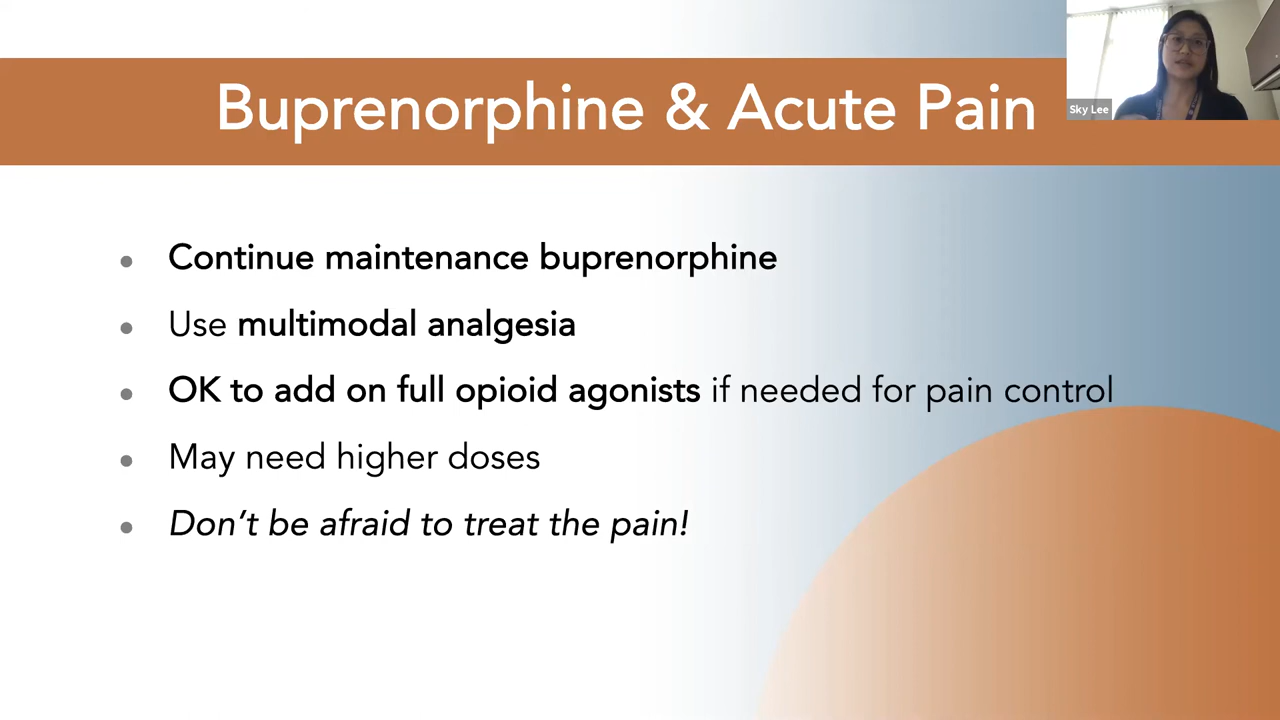 Buprenorphine & Acute Pain
Sky Lee
Continue maintenance buprenorphine
Use multimodal analgesia
OK to add on full opioid agonists if needed for pain control
May need higher doses
Don't be afraid to treat the pain!